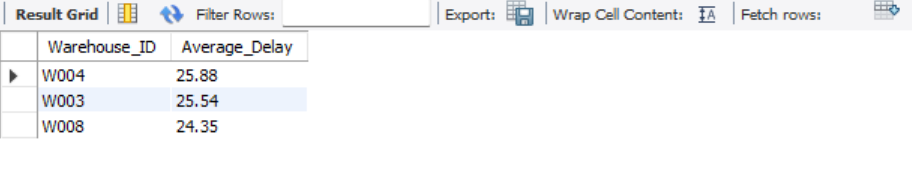 Result Grid Filter Rows: Export: Wrap Cell Content: Fetch rows:
Warehouse_ID Average_Delay
W004 25.88
W003 25.54
W008 24.35